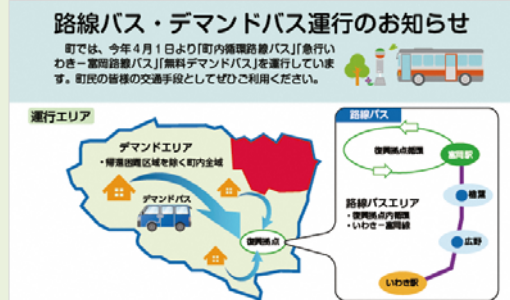 路線バス・デマンドバス運行のお知らせ
町では、今年4月1日より「町内循環路線バス」「急行い
わき－富岡路線バス」「無料デマンドバス」を運行していま
す。町民の皆様の交通手段としてぜひご利用ください。
運行エリア
デマンドエリア
・帰還困難区域を除く町内全域
デマンドバス
復興拠点
路線バス
復興拠点循環
富岡駅
路線バスエリア
・復興拠点内循環
・いわき－富岡線
楢葉
広野
いわき駅